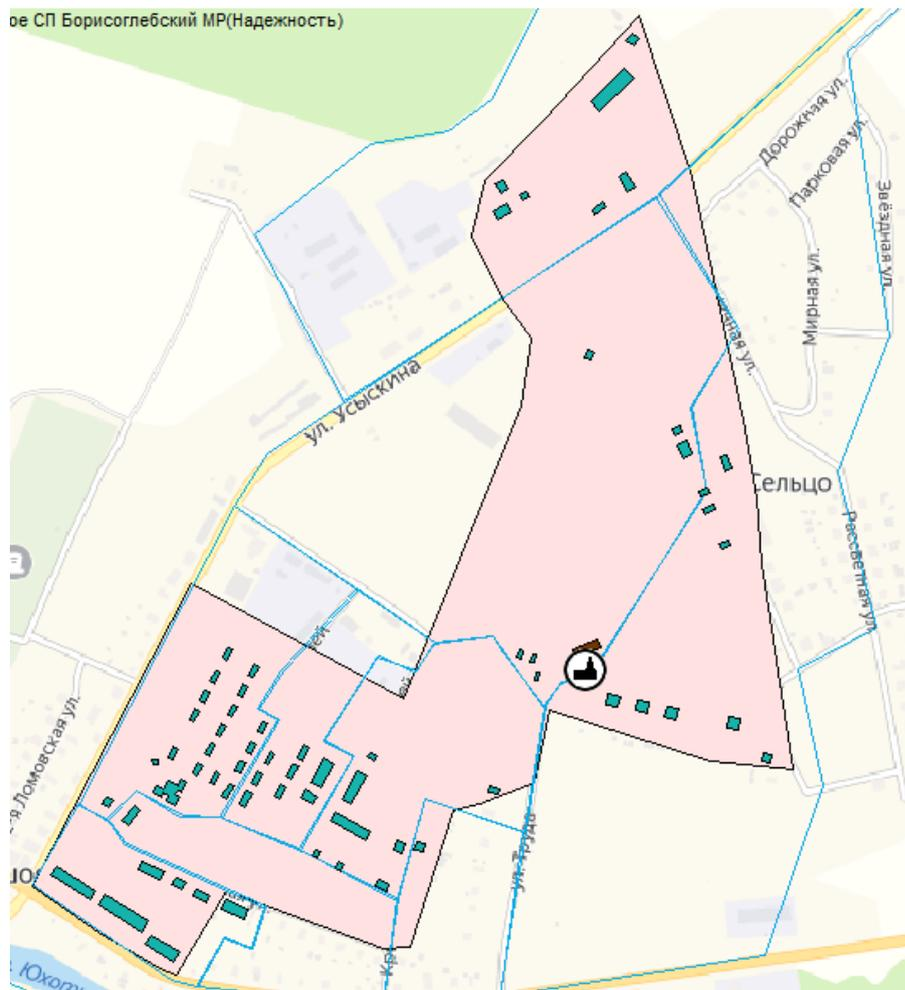 ое СП Борисоглебский МР(Надежность)
Дорожная ул.
Парковая ул.
Звёздная ул.
Мирная ул.
ул. Усыскина
Сельцо
Рассветная ул.
я Ломовская ул.
ул. Труда
Юхоть